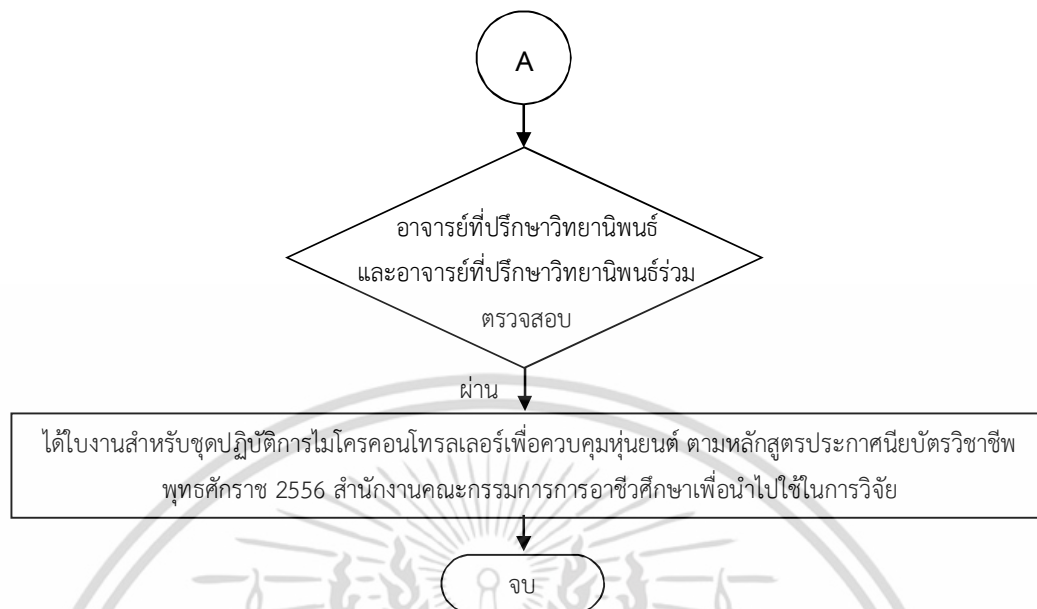 A
อาจารย์ที่ปรึกษาวิทยานิพนธ์
และอาจารย์ที่ปรึกษาวิทยานิพนธ์ร่วม
ตรวจสอบ
ผ่าน
ได้ใบงานสำหรับชุดปฏิบัติการไมโครคอนโทรลเลอร์เพื่อควบคุมหุ่นยนต์ ตามหลักสูตรประกาศนียบัตรวิชาชีพ
พุทธศักราช 2556 สำนักงานคณะกรรมการการอาชีวศึกษาเพื่อนำไปใช้ในการวิจัย
จบ